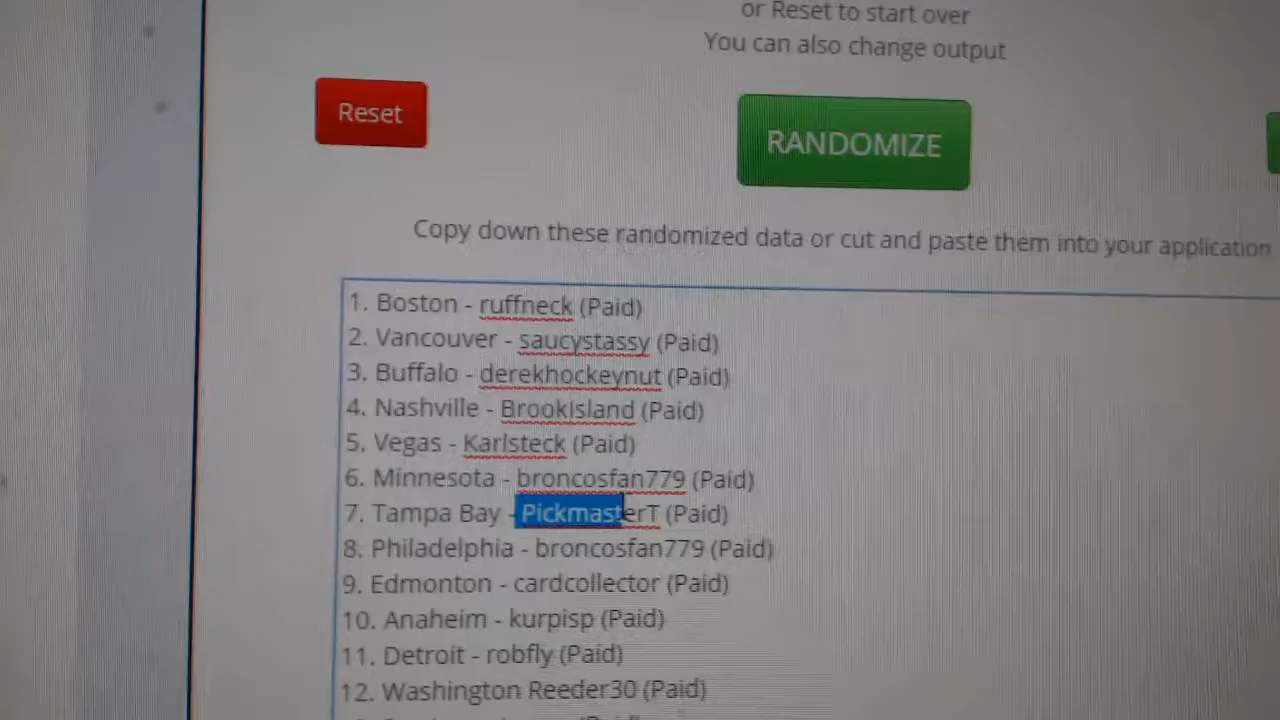 or Reset to start over
You can also change output
Reset
RANDOMIZE
Copy down these randomized data or cut and paste them into your application
1. Boston - ruffneck (Paid)
2. Vancouver - saucystassy (Paid)
3. Buffalo - derekhockeynut (Paid)
4. Nashville - BrookIsland (Paid)
5. Vegas - Karlsteck (Paid)
6. Minnesota - broncosfan779 (Paid)
7. Tampa Bay - PickmasterT (Paid)
8. Philadelphia - broncosfan779 (Paid)
9. Edmonton - cardcollector (Paid)
10. Anaheim - kurpisp (Paid)
11. Detroit - robfly (Paid)
12. Washington Reeder30 (Paid)